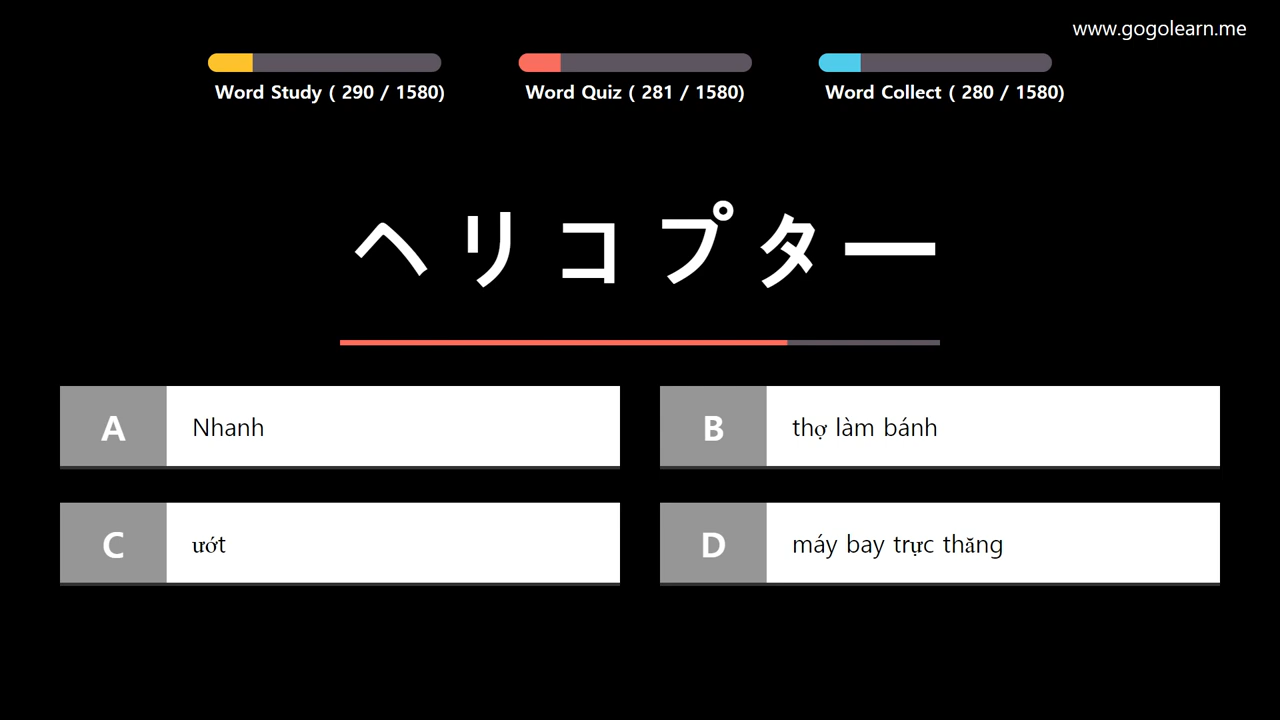 www.gogolearn.me
Word Study ( 290 / 1580)
Word Quiz ( 281 / 1580)
Word Collect ( 280 / 1580)
ヘリコプター
A
Nhanh
B
thợ làm bánh
C
ướt
D
máy bay trực thăng